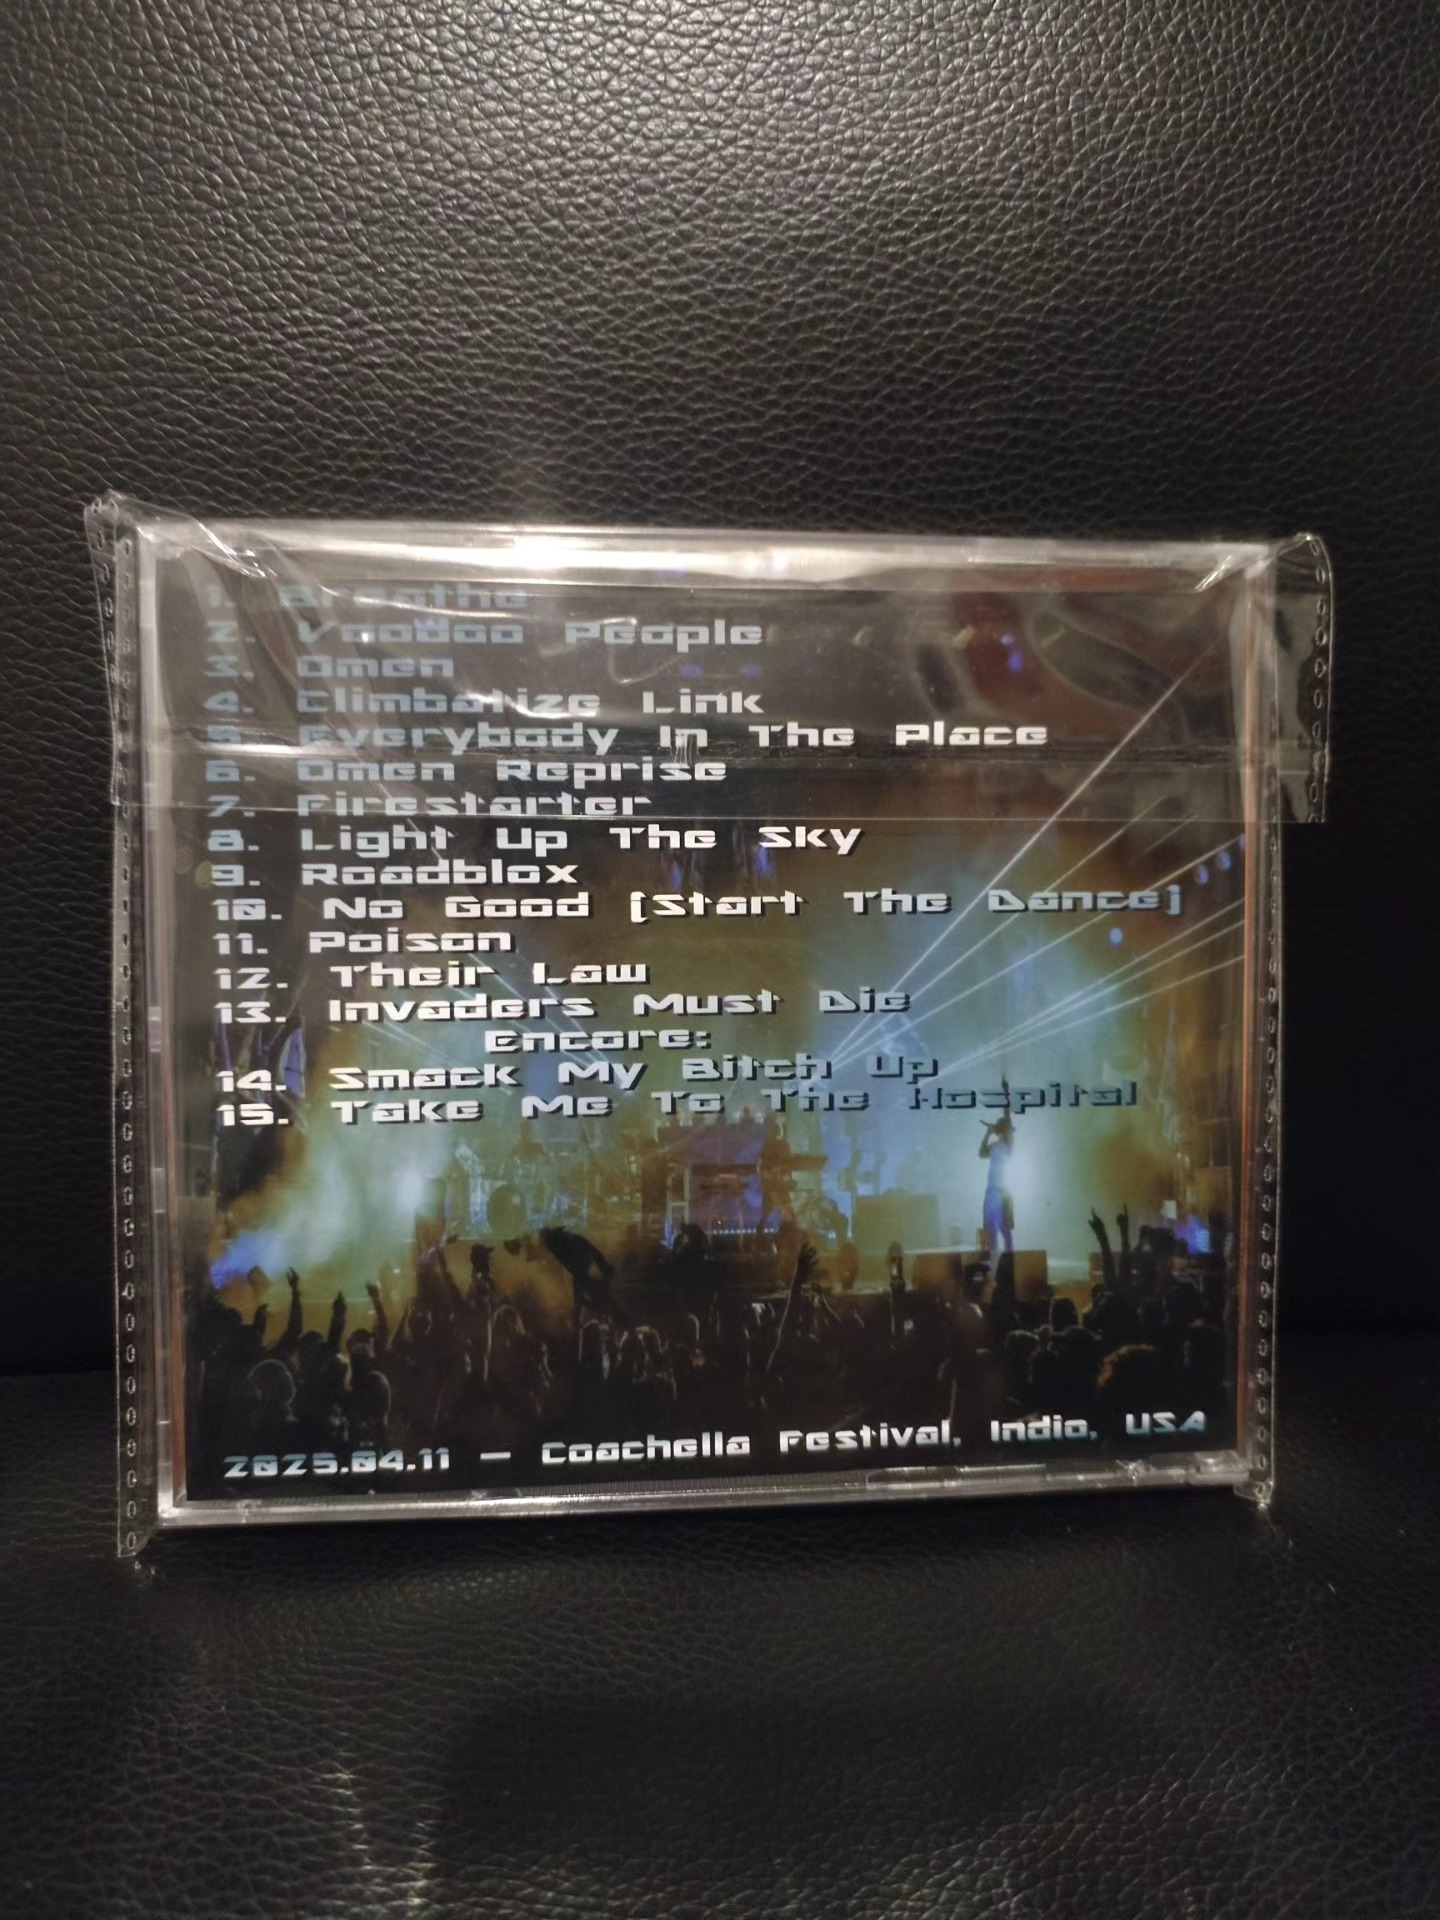 1. Breathe
2. Voodoo People
3. Omen
4. Climbatize Link
5. Everybody In The Place
6. Omen Reprise
7. Firestarter
8. Light Up The Sky
9. Roadblox
10. No Good (Start The Dance)
11. Poison
12. Their Law
13. Invaders Must Die
Encore:
14. Smack My Bitch Up
15. Take Me To The Hospital
2025.04.11 - Coachella Festival, Indio, USA